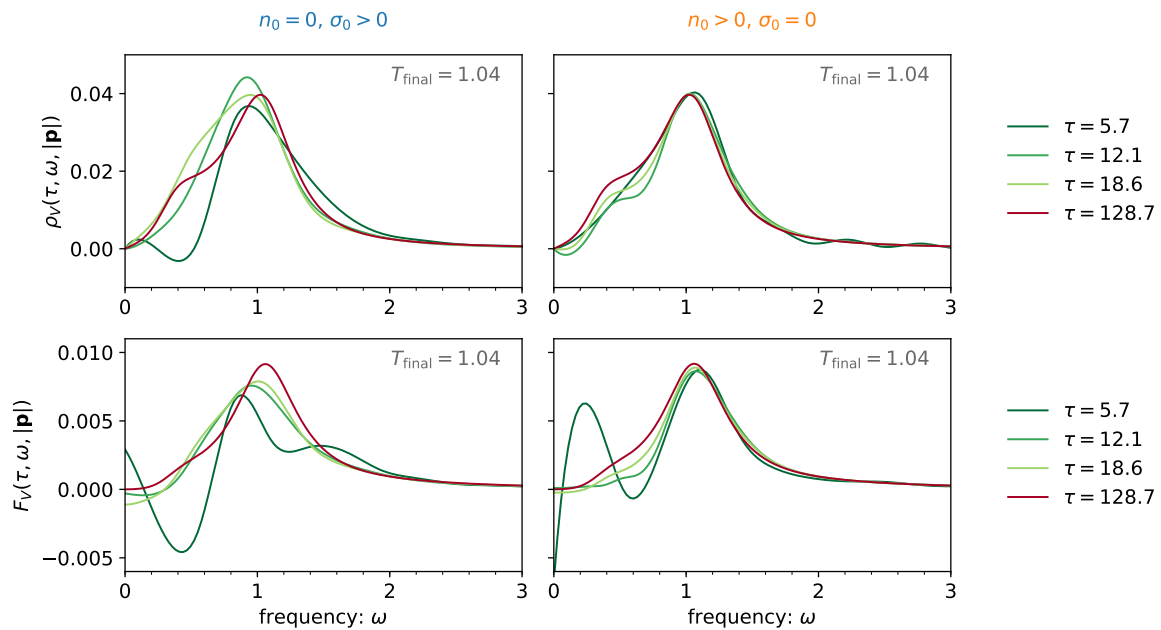 n₀ = 0, σ₀ > 0
n₀ > 0, σ₀ = 0
ρ_V(τ, ω, |p|)
0.04
0.02
0.00
T_final = 1.04
0 1 2 3
T_final = 1.04
0 1 2 3
τ = 5.7
τ = 12.1
τ = 18.6
τ = 128.7
F_V(τ, ω, |p|)
0.010
0.005
0.000
−0.005
T_final = 1.04
0 1 2 3
frequency: ω
T_final = 1.04
0 1 2 3
frequency: ω
τ = 5.7
τ = 12.1
τ = 18.6
τ = 128.7